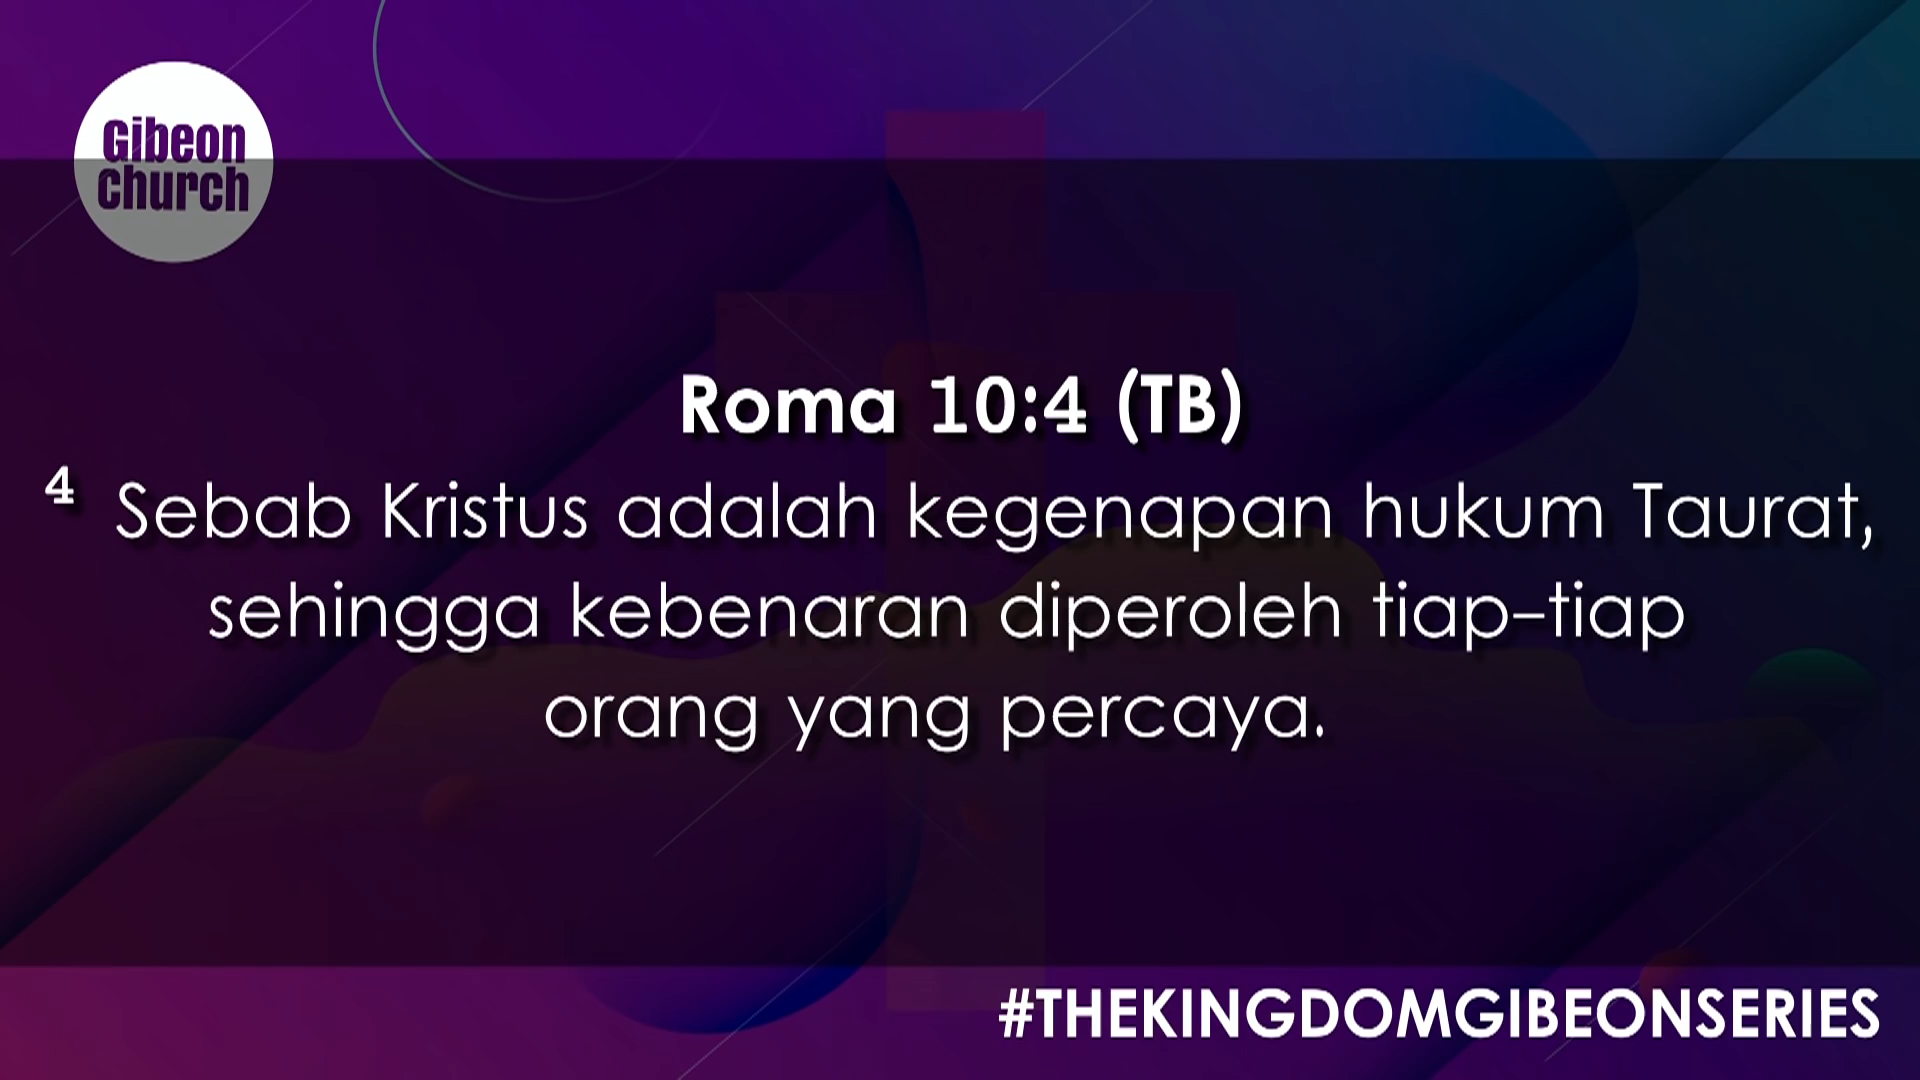 Gibeon
church
Roma 10:4 (TB)
4 Sebab Kristus adalah kegenapan hukum Taurat,
sehingga kebenaran diperoleh tiap–tiap
orang yang percaya.
#THEKINGDOMGIBEONSERIES